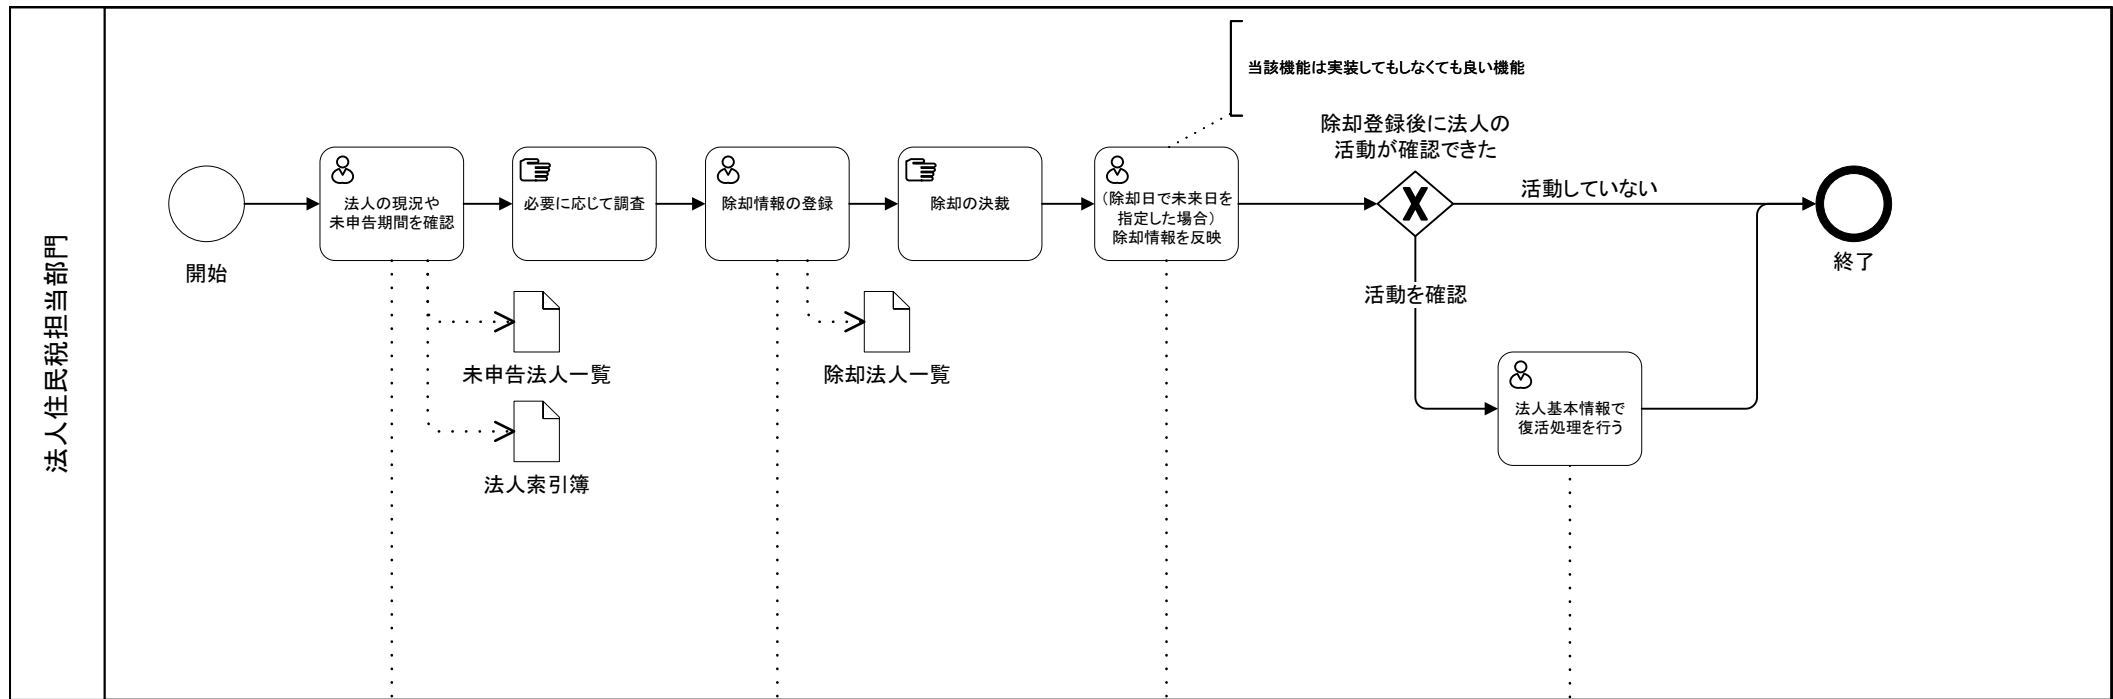 法人住民税担当部門
当該機能は実装してもしなくても良い機能
開始
法人の現況や
未申告期間を確認
必要に応じて調査
除却情報の登録
除却の決裁
（除却日で未来日を
指定した場合）
除却情報を反映
除却登録後に法人の
活動が確認できた
活動していない
終了
活動を確認
未申告法人一覧
除却法人一覧
法人基本情報で
復活処理を行う
法人索引簿